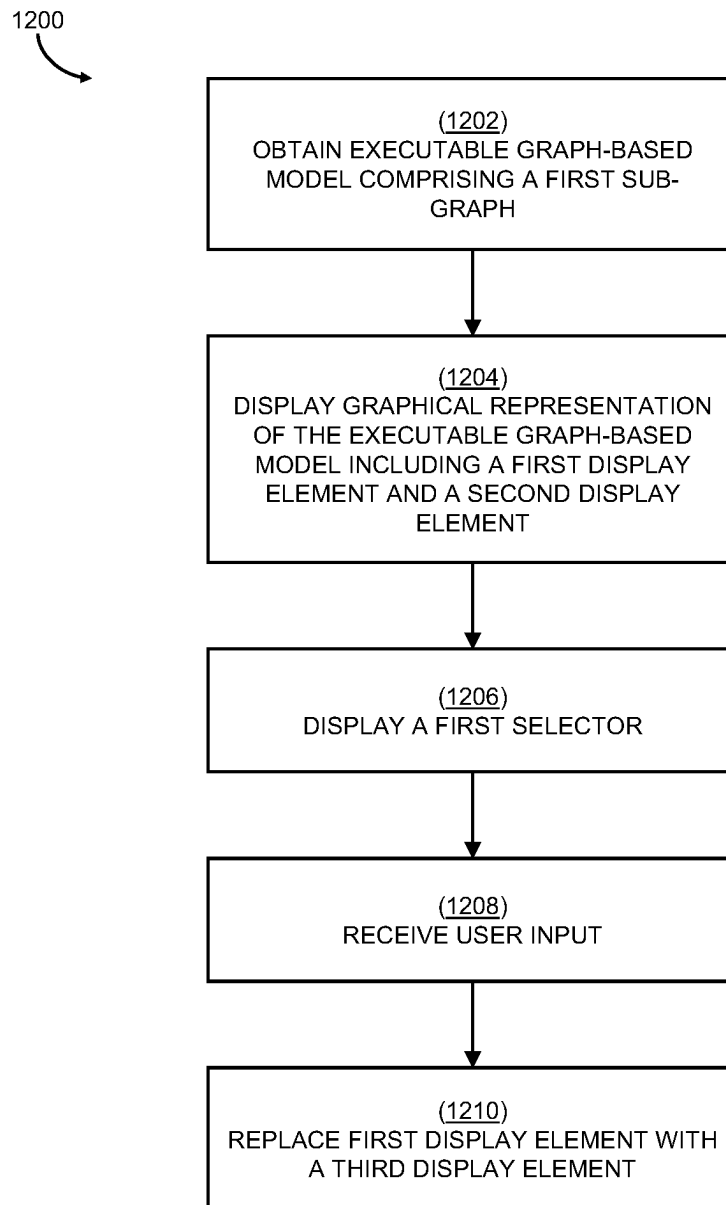 1200
(1202)
OBTAIN EXECUTABLE GRAPH-BASED
MODEL COMPRISING A FIRST SUB-
GRAPH
(1204)
DISPLAY GRAPHICAL REPRESENTATION
OF THE EXECUTABLE GRAPH-BASED
MODEL INCLUDING A FIRST DISPLAY
ELEMENT AND A SECOND DISPLAY
ELEMENT
(1206)
DISPLAY A FIRST SELECTOR
(1208)
RECEIVE USER INPUT
(1210)
REPLACE FIRST DISPLAY ELEMENT WITH
A THIRD DISPLAY ELEMENT